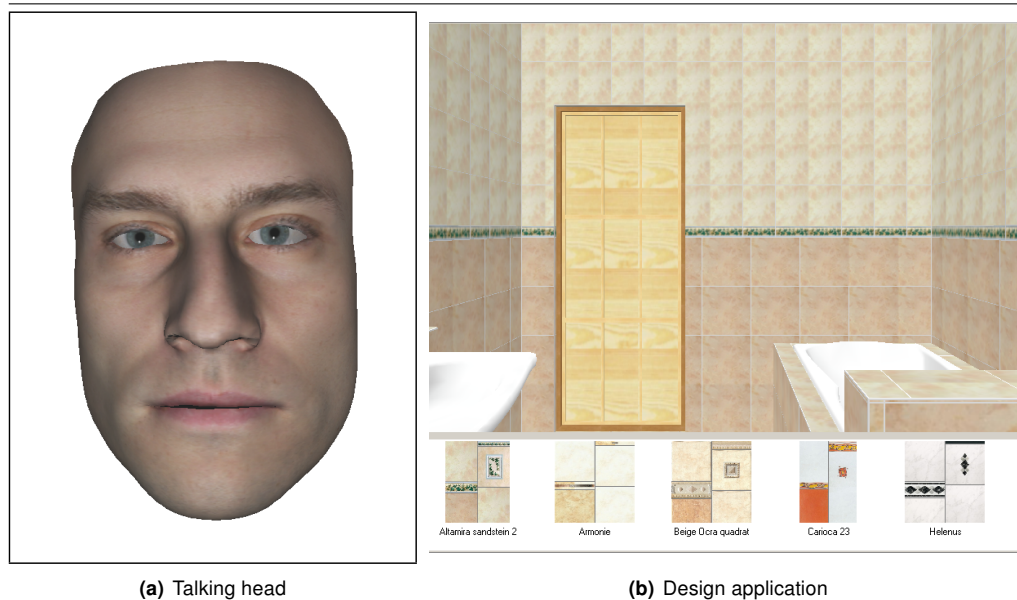 Altamira sandstein 2
Armonie
Beige Ocra quadrat
Carioca 23
Helenus
(a) Talking head
(b) Design application